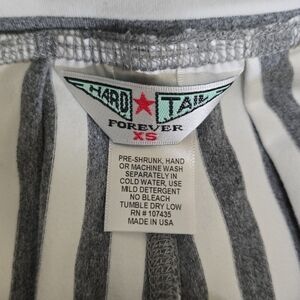 HARD TAIL
FOREVER
XS
PRE-SHRUNK, HAND
OR MACHINE WASH
SEPARATELY IN
COLD WATER, USE
MILD DETERGENT
NO BLEACH
TUMBLE DRY LOW
RN # 107435
MADE IN USA